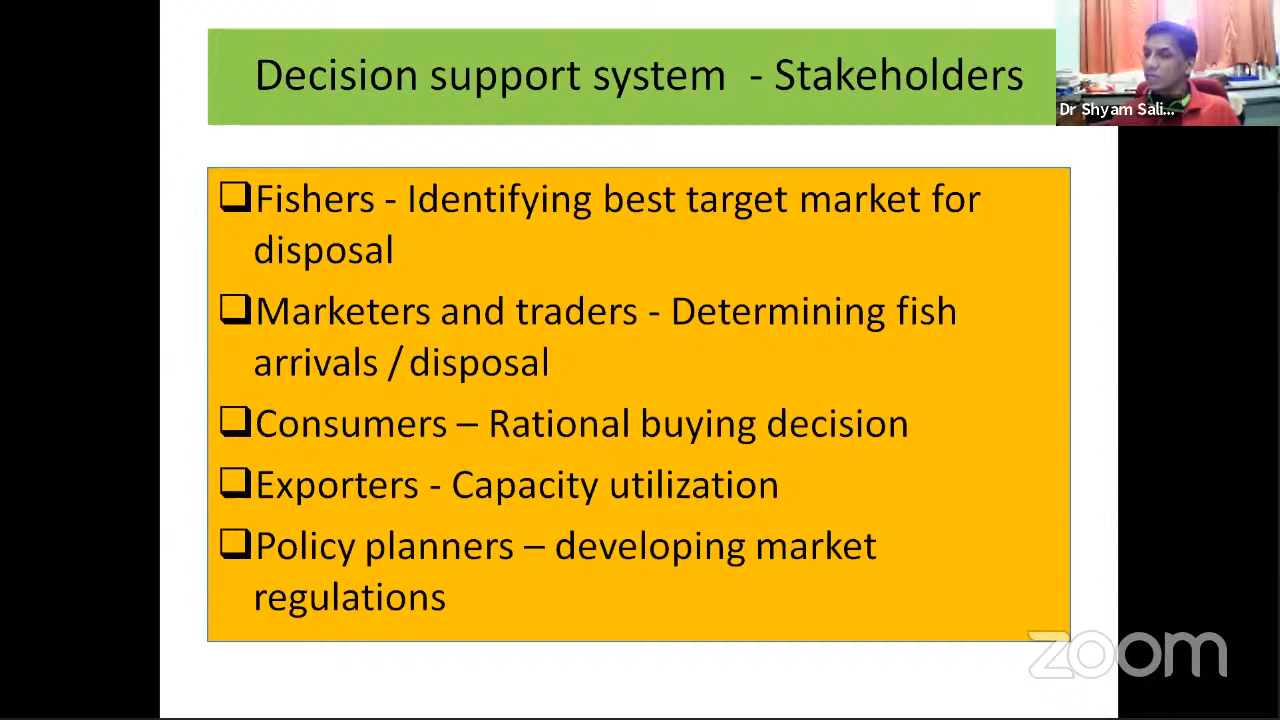 Decision support system - Stakeholders
Dr Shyam Sali...
❑Fishers - Identifying best target market for
disposal
❑Marketers and traders - Determining fish
arrivals / disposal
❑Consumers – Rational buying decision
❑Exporters - Capacity utilization
❑Policy planners – developing market
regulations
zoom